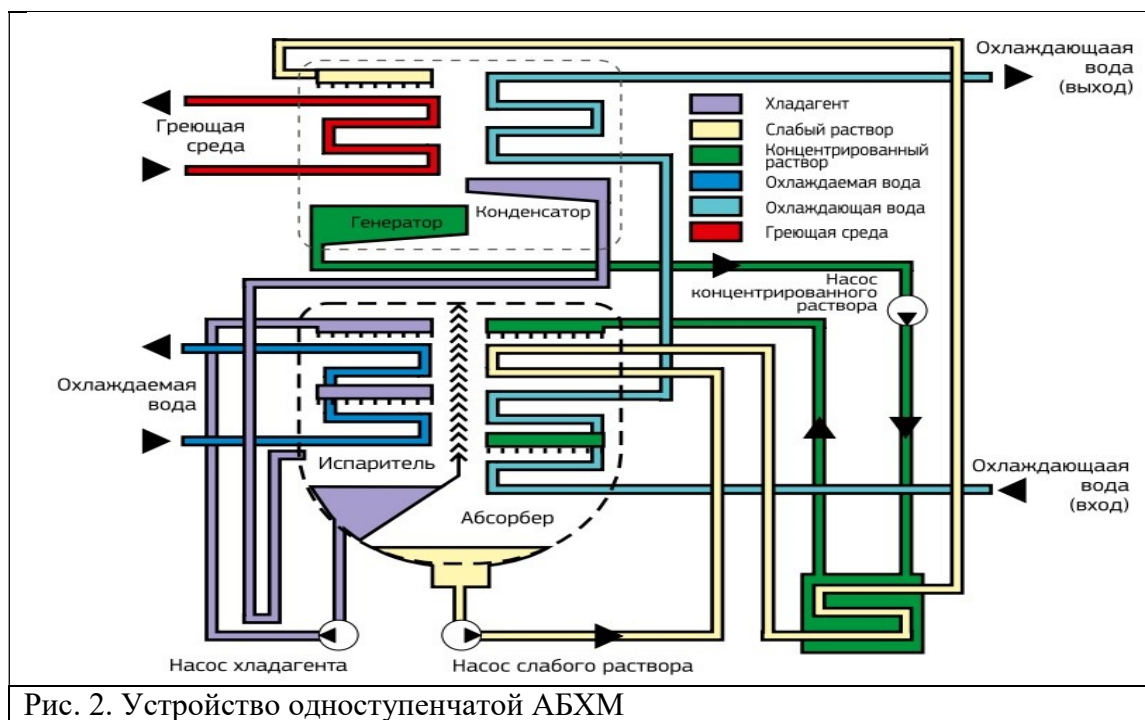 Охлаждающаая
вода
(выход)
Греющая
среда
Хладагент
Слабый раствор
Концентрированный
раствор
Охлаждаемая вода
Охлаждающая вода
Греющая среда
Конденсатор
Генератор
Насос
концентрированного
раствора
Охлаждаемая
вода
Испаритель
Абсорбер
Охлаждающаая
вода
(вход)
Насос хладагента
Насос слабого раствора
Рис. 2. Устройство одноступенчатой АБХМ